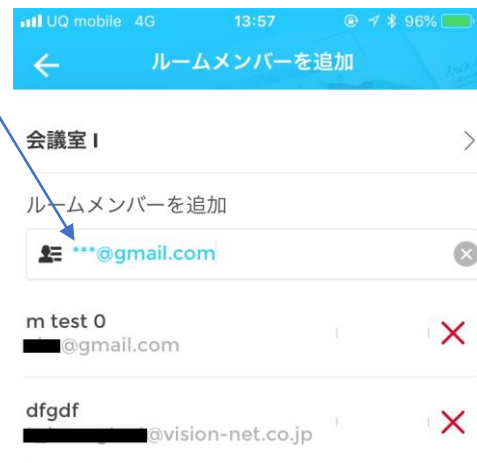 UQ mobile 4G 13:57 96%
ルームメンバーを追加
会議室 I
ルームメンバーを追加
***@gmail.com
m test 0
@gmail.com
dfgdf
@vision-net.co.jp